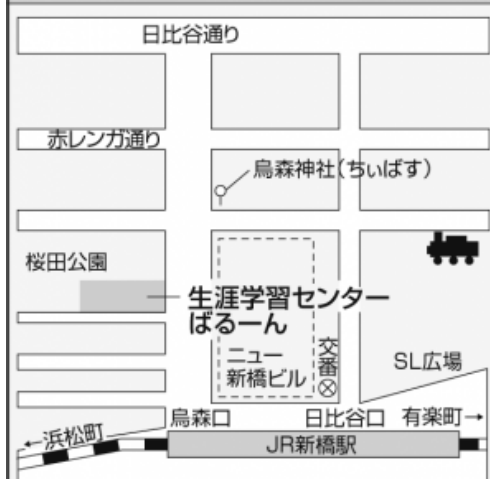 日比谷通り
赤レンガ通り
烏森神社(ちぃばす)
桜田公園
生涯学習センター
ばるーん
ニュー
新橋ビル
交番
SL広場
烏森口
日比谷口
有楽町→
←浜松町
JR新橋駅